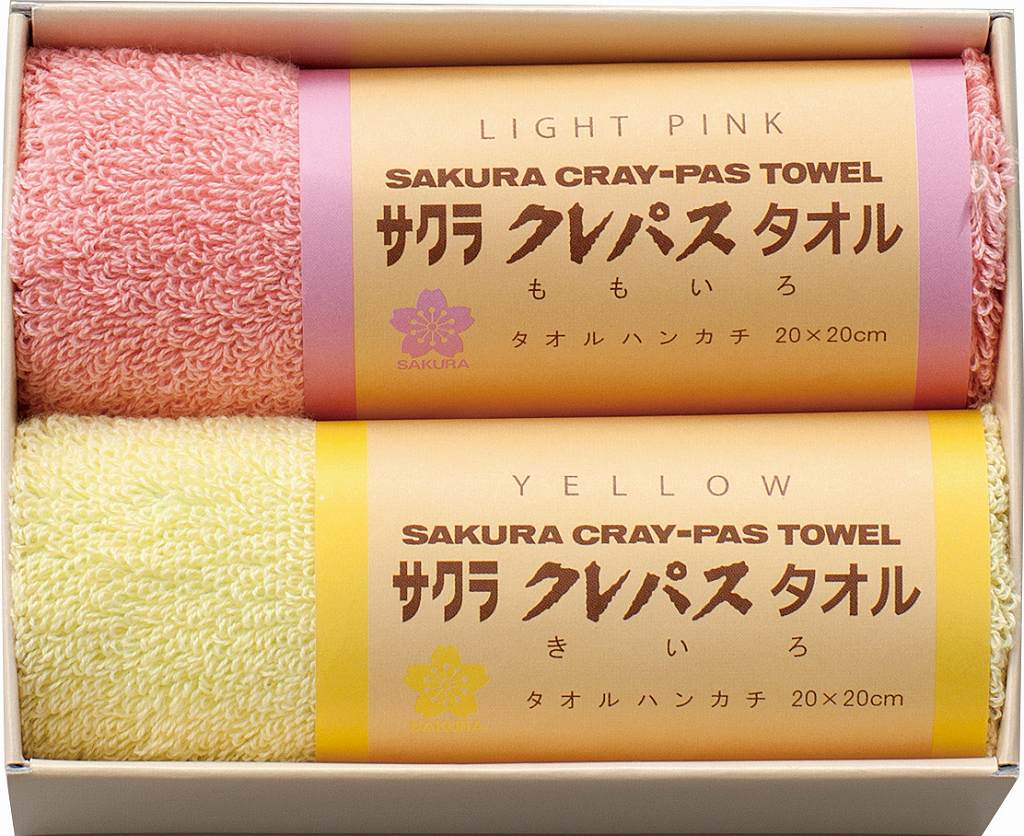 LIGHT PINK
SAKURA CRAY-PAS TOWEL
サクラ クレパス タオル
ももいろ
タオルハンカチ 20×20cm
SAKURA
YELLOW
SAKURA CRAY-PAS TOWEL
サクラ クレパス タオル
きいろ
タオルハンカチ 20×20cm
SAKURA